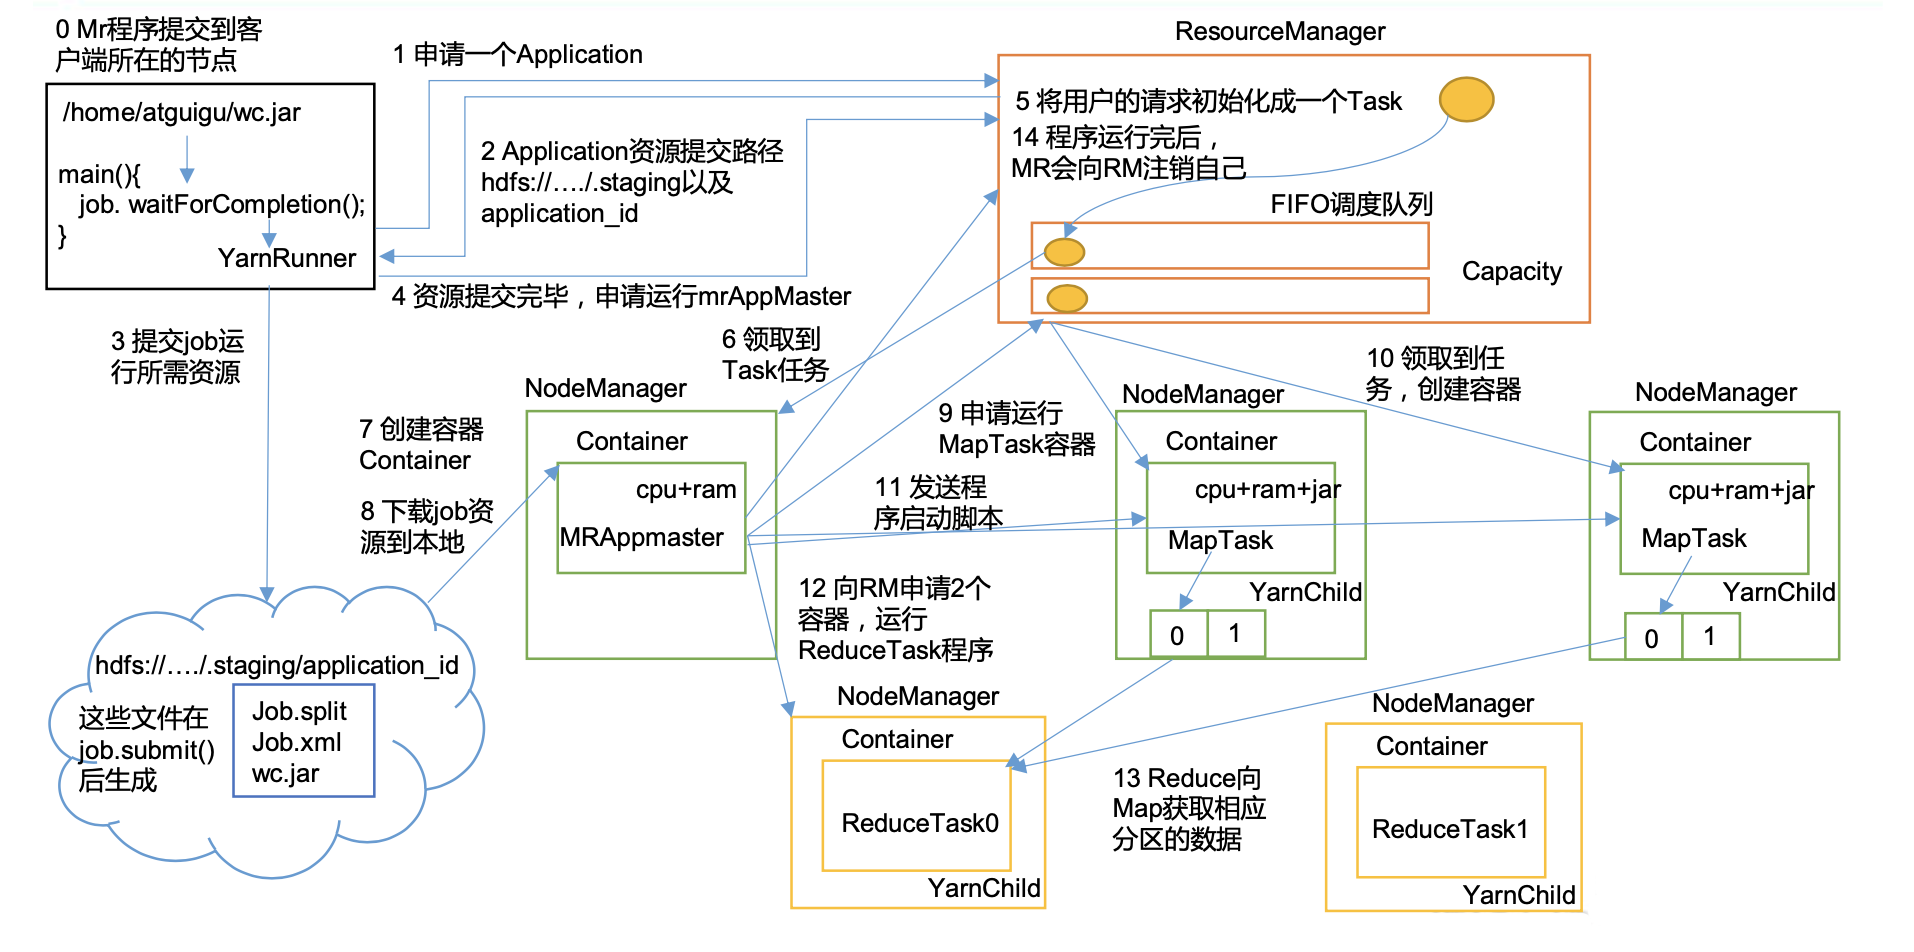 0 Mr程序提交到客
户端所在的节点
/home/atguigu/wc.jar
main(){
job. waitForCompletion();
}
YarnRunner
1 申请一个Application
2 Application资源提交路径
hdfs://…./.staging以及
application_id
4 资源提交完毕，申请运行mrAppMaster
3 提交job运
行所需资源
ResourceManager
5 将用户的请求初始化成一个Task
14 程序运行完后，
MR会向RM注销自己
FIFO调度队列
Capacity
6 领取到
Task任务
NodeManager
Container
cpu+ram
MRAppmaster
7 创建容器
Container
8 下载job资
源到本地
9 申请运行
MapTask容器
10 领取到任
务，创建容器
11 发送程
序启动脚本
NodeManager
Container
cpu+ram+jar
MapTask
YarnChild
0 1
NodeManager
Container
cpu+ram+jar
MapTask
YarnChild
0 1
12 向RM申请2个
容器，运行
ReduceTask程序
hdfs://…./.staging/application_id
这些文件在
job.submit()
后生成
Job.split
Job.xml
wc.jar
NodeManager
Container
ReduceTask0
YarnChild
13 Reduce向
Map获取相应
分区的数据
NodeManager
Container
ReduceTask1
YarnChild